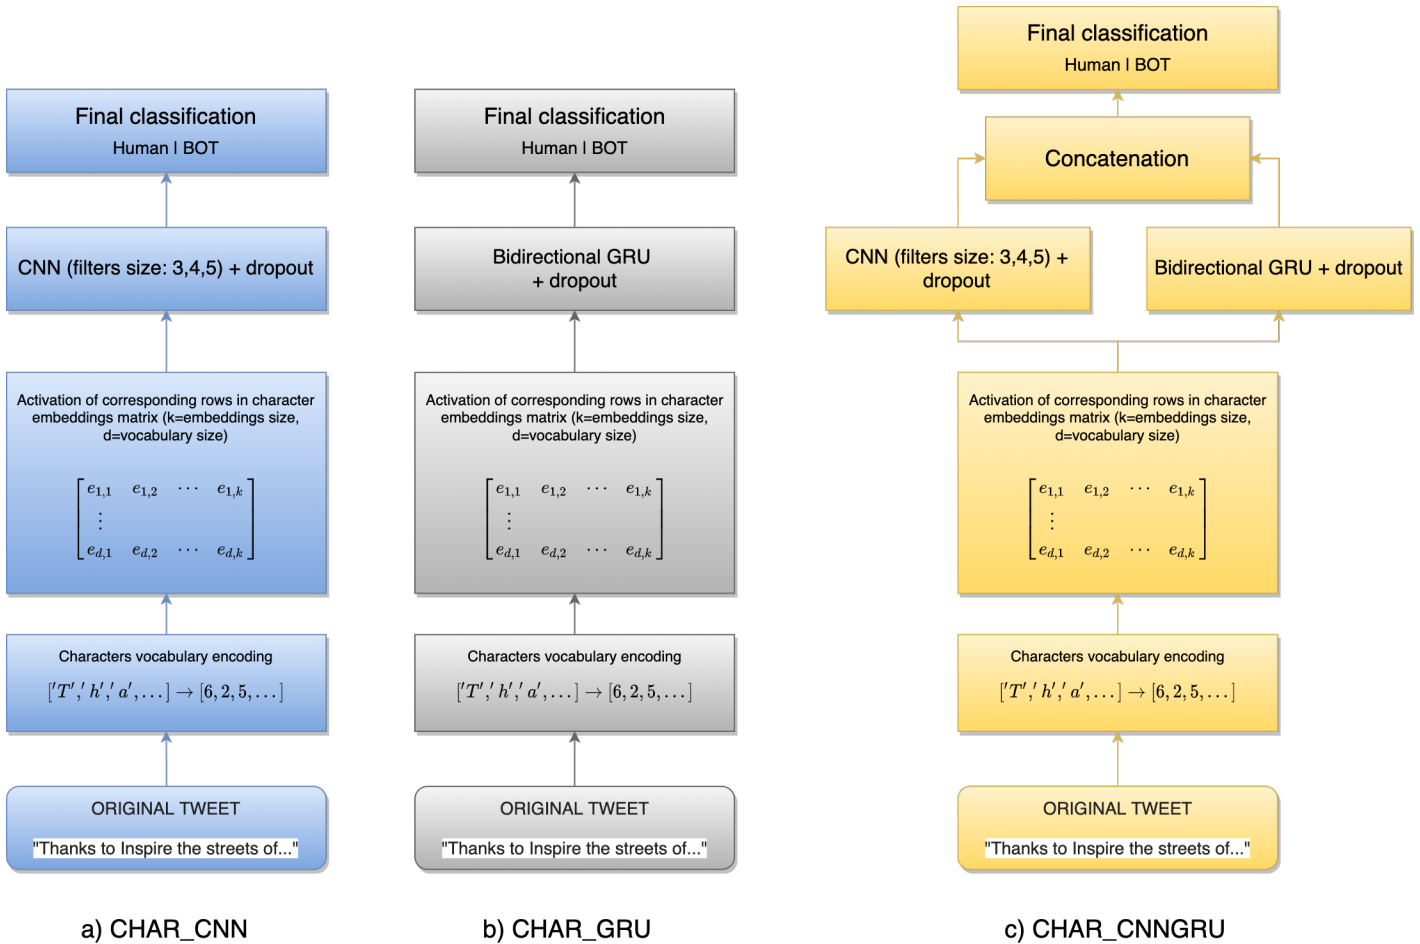 Final classification
Human | BOT
CNN (filters size: 3,4,5) + dropout
Activation of corresponding rows in character
embeddings matrix (k=embeddings size,
d=vocabulary size)
e1,1 e1,2 ⋯ e1,k
⋮
ed,1 ed,2 ⋯ ed,k
Characters vocabulary encoding
['T',' h',' a', . . . ] → [6, 2, 5, . . . ]
ORIGINAL TWEET
"Thanks to Inspire the streets of..."
a) CHAR_CNN
Final classification
Human | BOT
Bidirectional GRU
+ dropout
Activation of corresponding rows in character
embeddings matrix (k=embeddings size,
d=vocabulary size)
e1,1 e1,2 ⋯ e1,k
⋮
ed,1 ed,2 ⋯ ed,k
Characters vocabulary encoding
['T',' h',' a', . . . ] → [6, 2, 5, . . . ]
ORIGINAL TWEET
"Thanks to Inspire the streets of..."
b) CHAR_GRU
Final classification
Human | BOT
Concatenation
CNN (filters size: 3,4,5) +
dropout
Bidirectional GRU + dropout
Activation of corresponding rows in character
embeddings matrix (k=embeddings size,
d=vocabulary size)
e1,1 e1,2 ⋯ e1,k
⋮
ed,1 ed,2 ⋯ ed,k
Characters vocabulary encoding
['T',' h',' a', . . . ] → [6, 2, 5, . . . ]
ORIGINAL TWEET
"Thanks to Inspire the streets of..."
c) CHAR_CNNGRU